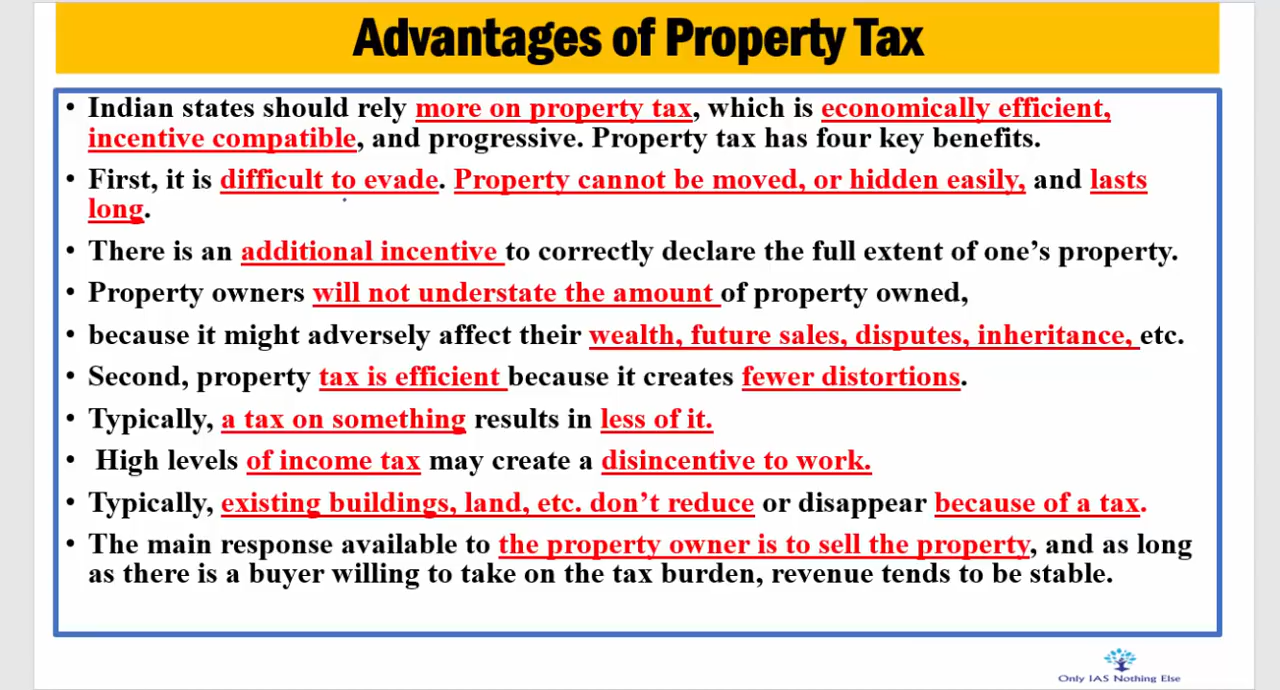 Advantages of Property Tax
• Indian states should rely more on property tax, which is economically efficient,
incentive compatible, and progressive. Property tax has four key benefits.
• First, it is difficult to evade. Property cannot be moved, or hidden easily, and lasts
long.
• There is an additional incentive to correctly declare the full extent of one’s property.
• Property owners will not understate the amount of property owned,
• because it might adversely affect their wealth, future sales, disputes, inheritance, etc.
• Second, property tax is efficient because it creates fewer distortions.
• Typically, a tax on something results in less of it.
• High levels of income tax may create a disincentive to work.
• Typically, existing buildings, land, etc. don’t reduce or disappear because of a tax.
• The main response available to the property owner is to sell the property, and as long
as there is a buyer willing to take on the tax burden, revenue tends to be stable.
Only IAS Nothing Else